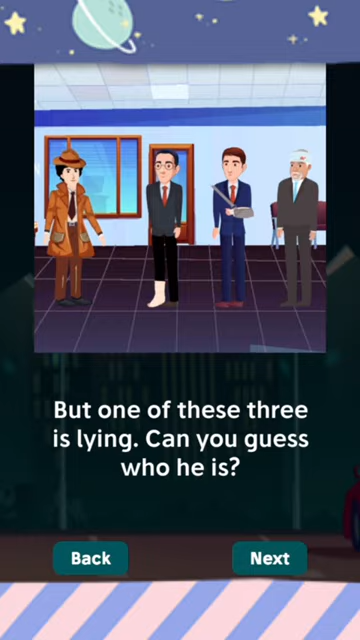 But one of these three
is lying. Can you guess
who he is?
Back
Next